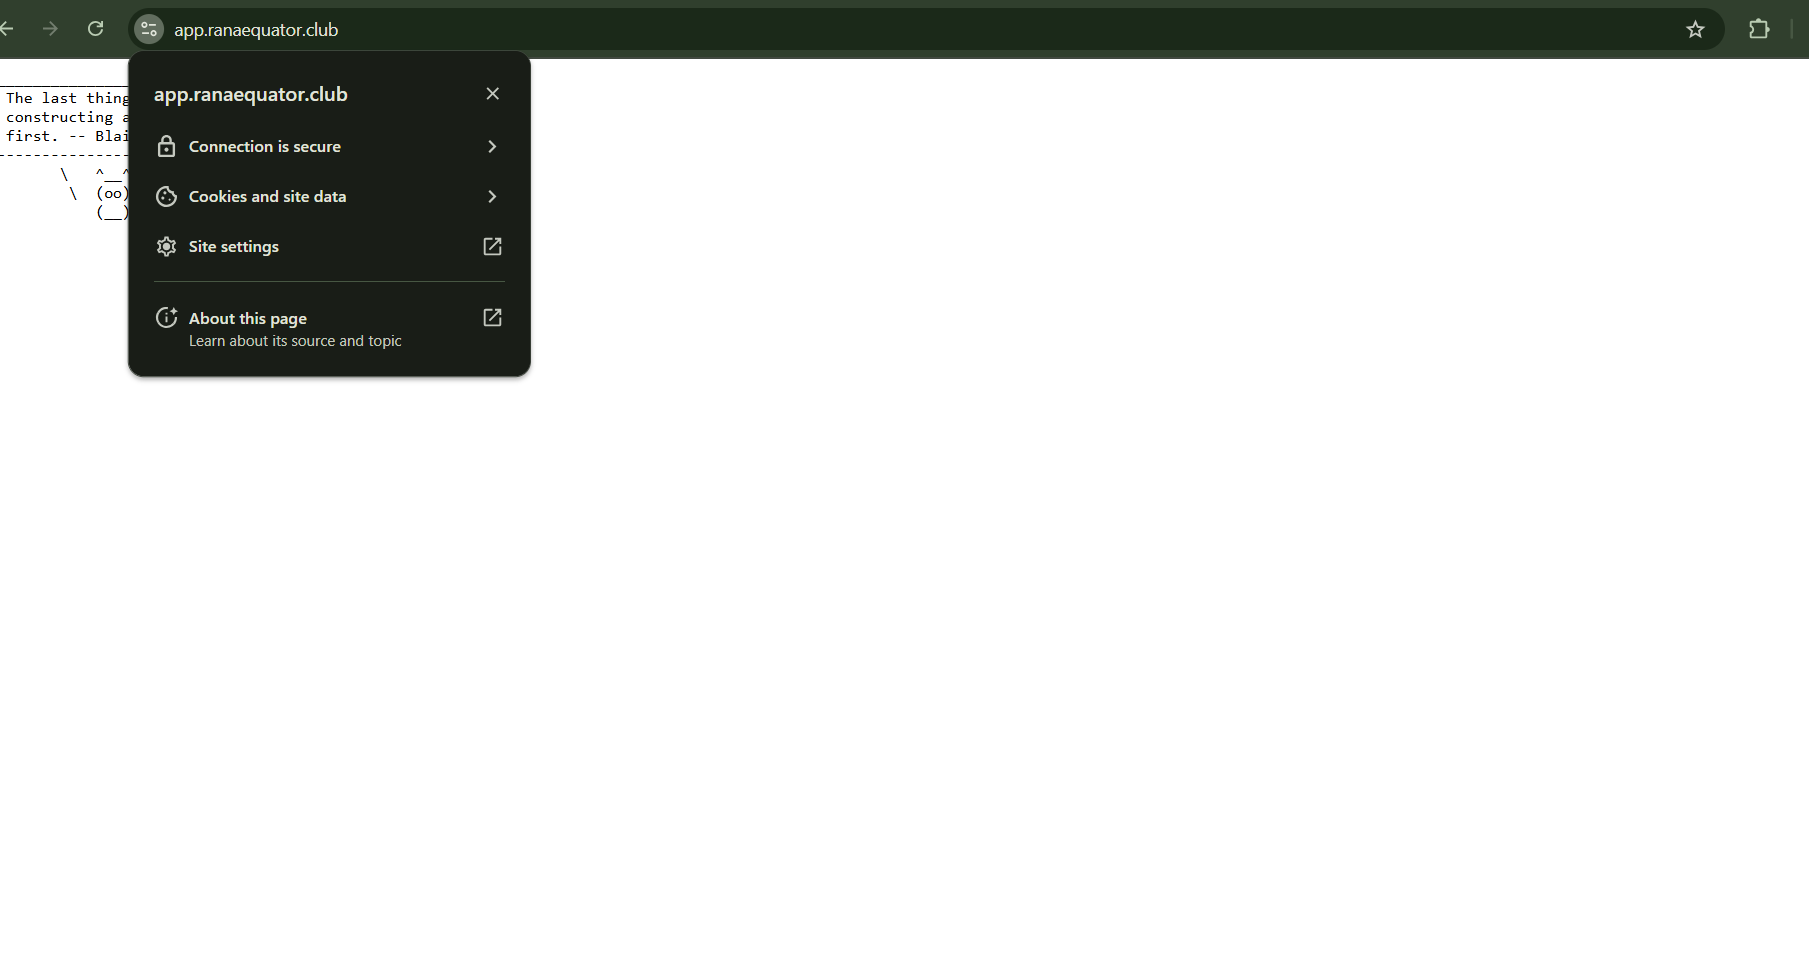 app.ranaequator.club
app.ranaequator.club
Connection is secure
Cookies and site data
Site settings
About this page
Learn about its source and topic
The last thing
constructing a
first. -- Blai
---------------
\   ^__^
\  (oo)
(__)